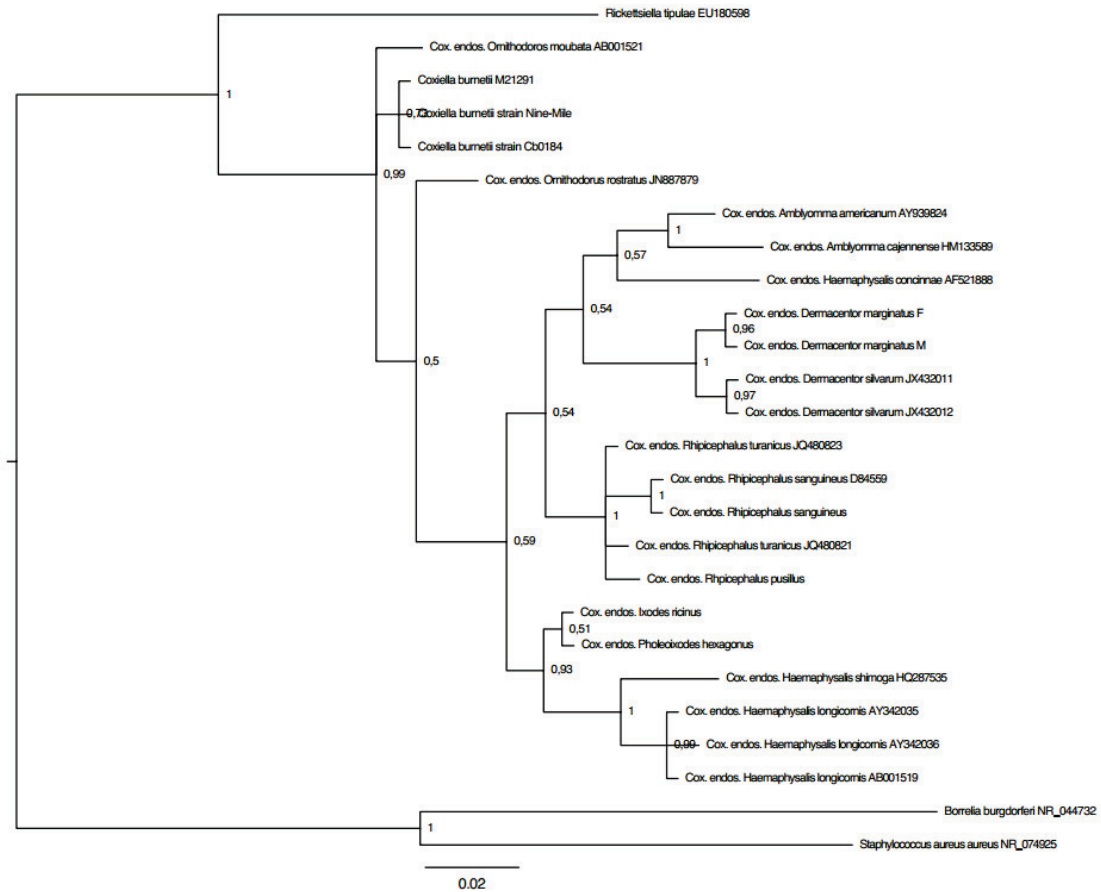 Rickettsiella tipulae EU180598
Cox. endos. Ornithodoros moubata AB001521
Coxiella burnetii M21291
1
0,73
Coxiella burnetii strain Nine-Mile
Coxiella burnetii strain Cb0184
0,99
Cox. endos. Ornithodorus rostratus JN887879
Cox. endos. Amblyomma americanum AY939824
1
Cox. endos. Amblyomma cajennense HM133589
0,57
Cox. endos. Haemaphysalis concinnae AF521888
0,54
Cox. endos. Dermacentor marginatus F
0,96
Cox. endos. Dermacentor marginatus M
0,5
1
Cox. endos. Dermacentor silvarum JX432011
0,97
Cox. endos. Dermacentor silvarum JX432012
0,54
Cox. endos. Rhipicephalus turanicus JQ480823
Cox. endos. Rhipicephalus sanguineus D84559
1
Cox. endos. Rhipicephalus sanguineus
1
0,59
Cox. endos. Rhipicephalus turanicus JQ480821
Cox. endos. Rhpicephalus pusillus
Cox. endos. Ixodes ricinus
0,51
Cox. endos. Pholeoixodes hexagonus
0,93
Cox. endos. Haemaphysalis shimoga HQ287535
1
Cox. endos. Haemaphysalis longicornis AY342035
0,99
Cox. endos. Haemaphysalis longicornis AY342036
Cox. endos. Haemaphysalis longicornis AB001519
Borrelia burgdorferi NR_044732
1
Staphylococcus aureus aureus NR_074925
0.02